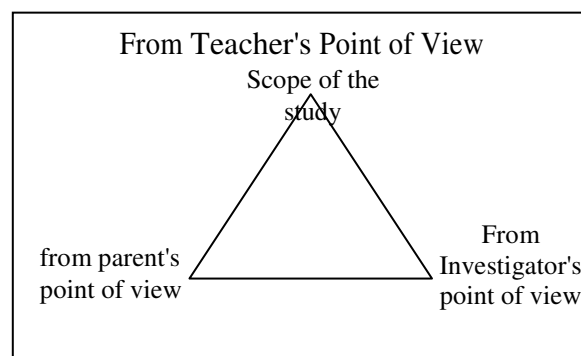 From Teacher's Point of View
Scope of the
study
from parent's
point of view
From
Investigator's
point of view